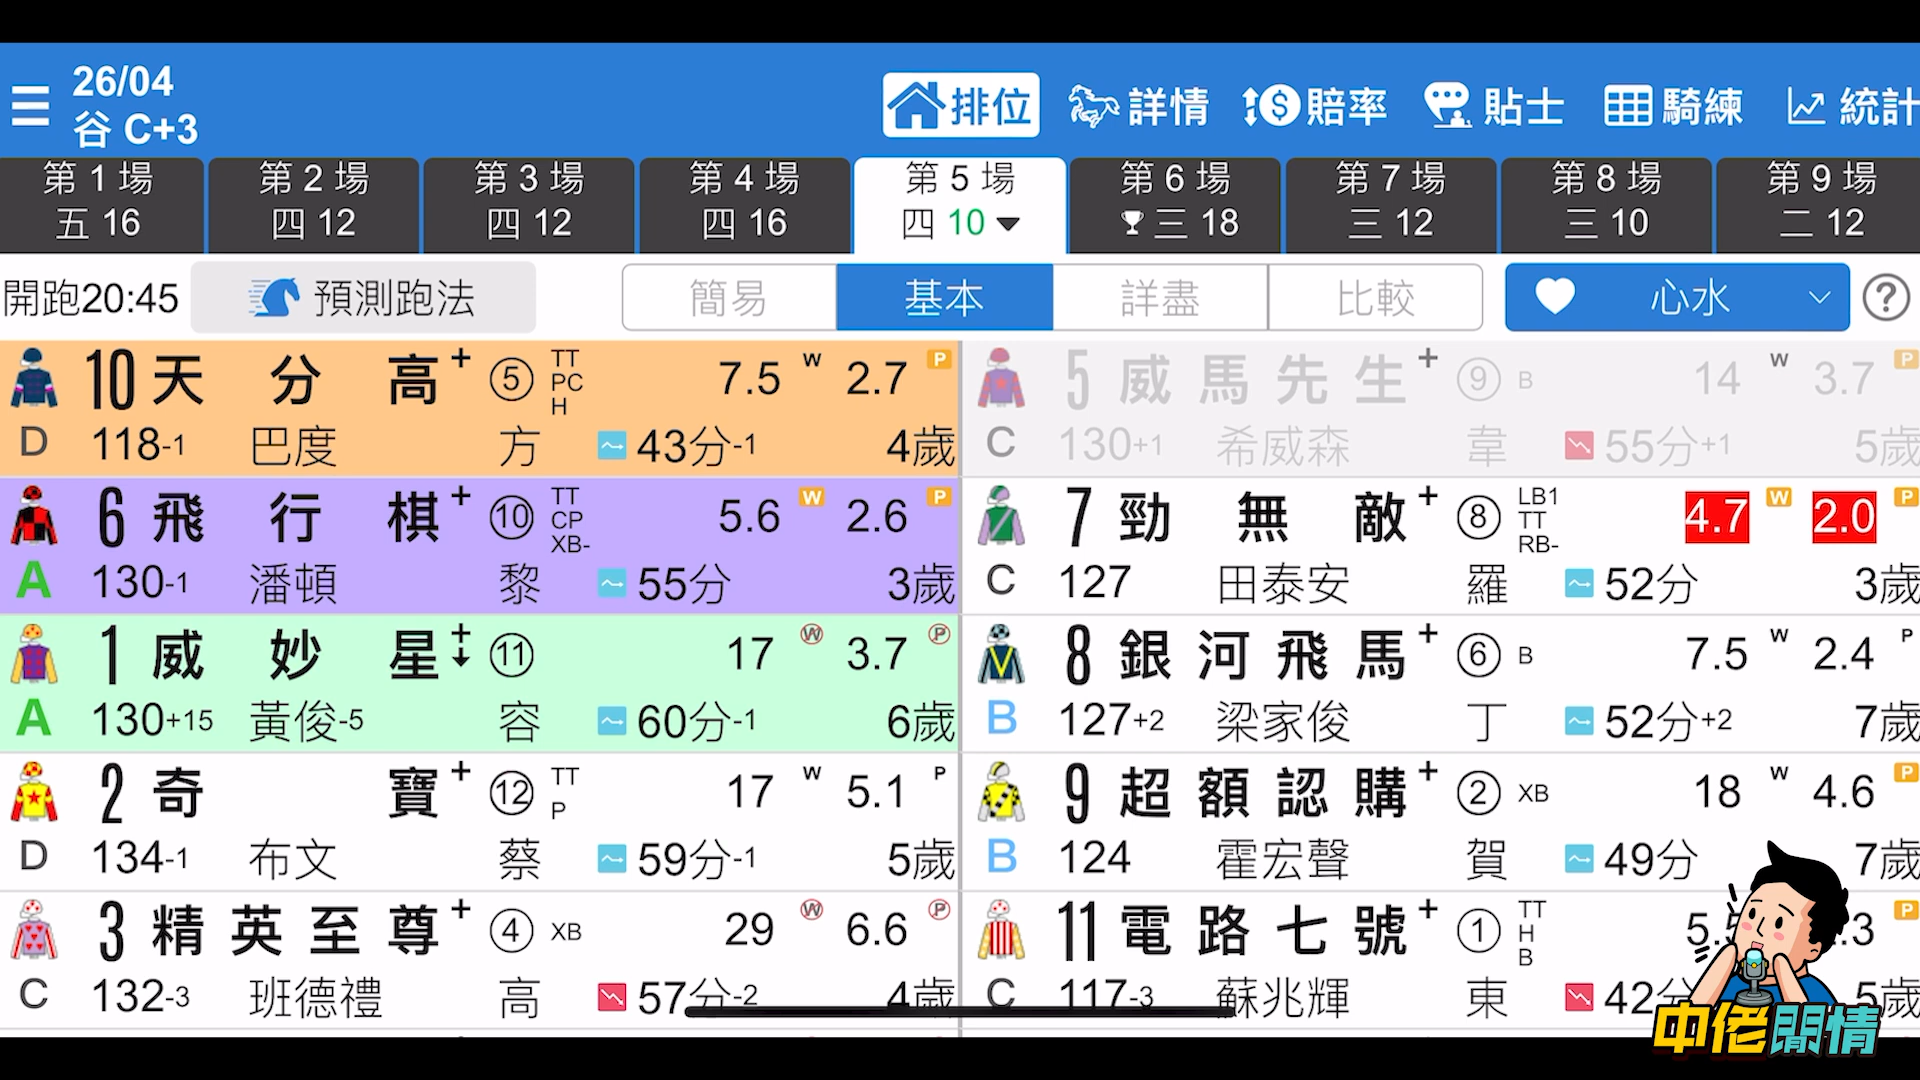 26/04
谷 C+3
排位
詳情
賠率
貼士
騎練
統計
第 1 場
五 16
第 2 場
四 12
第 3 場
四 12
第 4 場
四 16
第 5 場
四 10
第 6 場
三 18
第 7 場
三 12
第 8 場
三 10
第 9 場
二 12
開跑20:45
預測跑法
簡易
基本
詳盡
比較
心水
?
10 天分高+ ⑤ TT PC H 7.5 W 2.7 P
D 118-1 巴度 方 43分-1 4歲
6 飛行棋+ ⑩ TT CP XB- 5.6 W 2.6 P
A 130-1 潘頓 黎 55分 3歲
1 威妙星+ ⑪ 17 W 3.7 P
A 130+15 黃俊-5 容 60分-1 6歲
2 奇寶+ ⑫ TT P 17 W 5.1 P
D 134-1 布文 蔡 59分-1 5歲
3 精英至尊+ ④ XB 29 W 6.6 P
C 132-3 班德禮 高 57分-2 4歲
5 威馬先生+ ⑨ B 14 W 3.7 P
C 130+1 希威森 韋 55分+1 5歲
7 勁無敵+ ⑧ LB1 TT RB- 4.7 W 2.0 P
C 127 田泰安 羅 52分 3歲
8 銀河飛馬+ ⑥ B 7.5 W 2.4 P
B 127+2 梁家俊 丁 52分+2 7歲
9 超額認購+ ② XB 18 W 4.6 P
B 124 霍宏聲 賀 49分 7歲
11 電路七號+ ① TT H B P
C 117-3 蘇兆輝 東 42分 5歲
中佬閒情